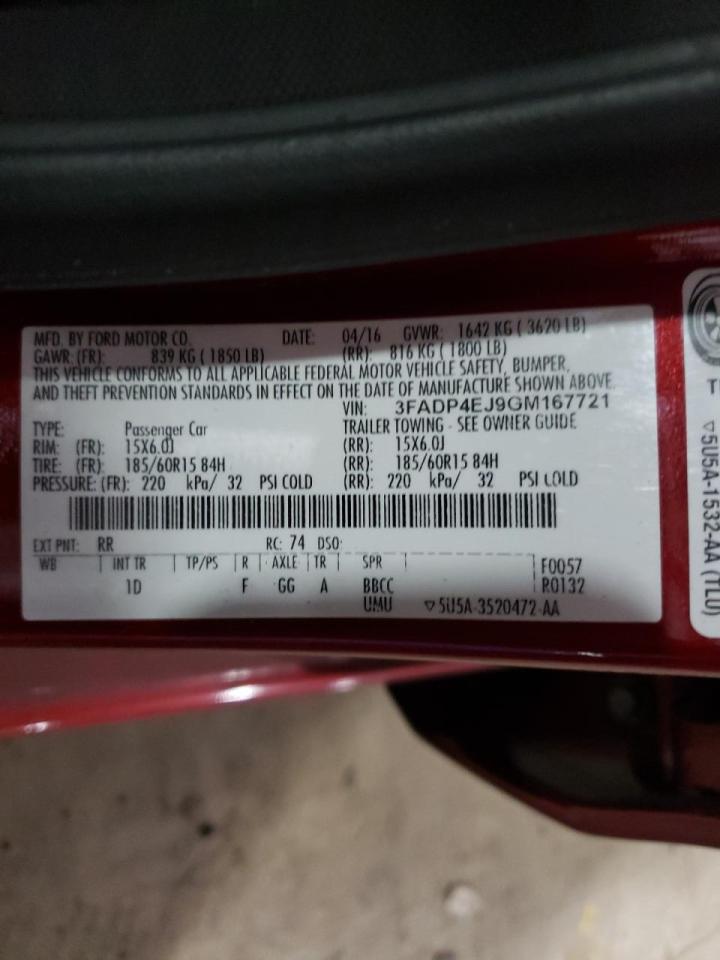 MFD. BY FORD MOTOR CO. DATE: 04/16 GVWR: 1642 KG ( 3620 LB)
GAWR: (FR): 839 KG ( 1850 LB) (RR): 816 KG ( 1800 LB)
THIS VEHICLE CONFORMS TO ALL APPLICABLE FEDERAL MOTOR VEHICLE SAFETY, BUMPER,
AND THEFT PREVENTION STANDARDS IN EFFECT ON THE DATE OF MANUFACTURE SHOWN ABOVE.
VIN: 3FADP4EJ9GM167721
TYPE: Passenger Car TRAILER TOWING - SEE OWNER GUIDE
RIM: (FR): 15X6.0J (RR): 15X6.0J
TIRE: (FR): 185/60R15 84H (RR): 185/60R15 84H
PRESSURE: (FR): 220 kPa/ 32 PSI COLD (RR): 220 kPa/ 32 PSI COLD
EXT PNT: RR RC: 74 DSO:
WB INT TR TP/PS R AXLE TR SPR F0057
1D F GG A BBCC R0132
UMU ▽5U5A-3520472-AA
T
▽5U5A-1532-AA (TLU)